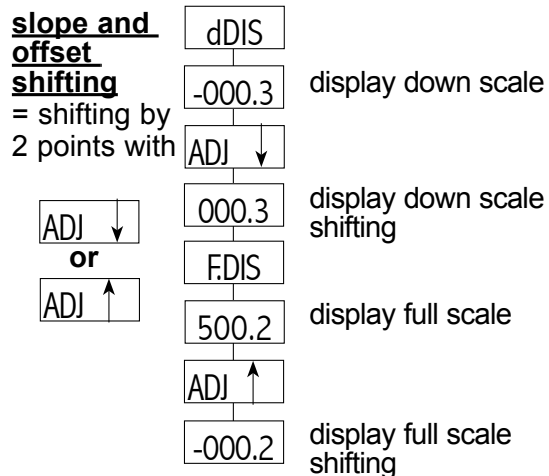 slope and
offset
shifting
= shifting by
2 points with
ADJ ↓
or
ADJ ↑
dDIS
-000.3 display down scale
ADJ ↓
000.3 display down scale
shifting
F.DIS
500.2 display full scale
ADJ ↑
-000.2 display full scale
shifting